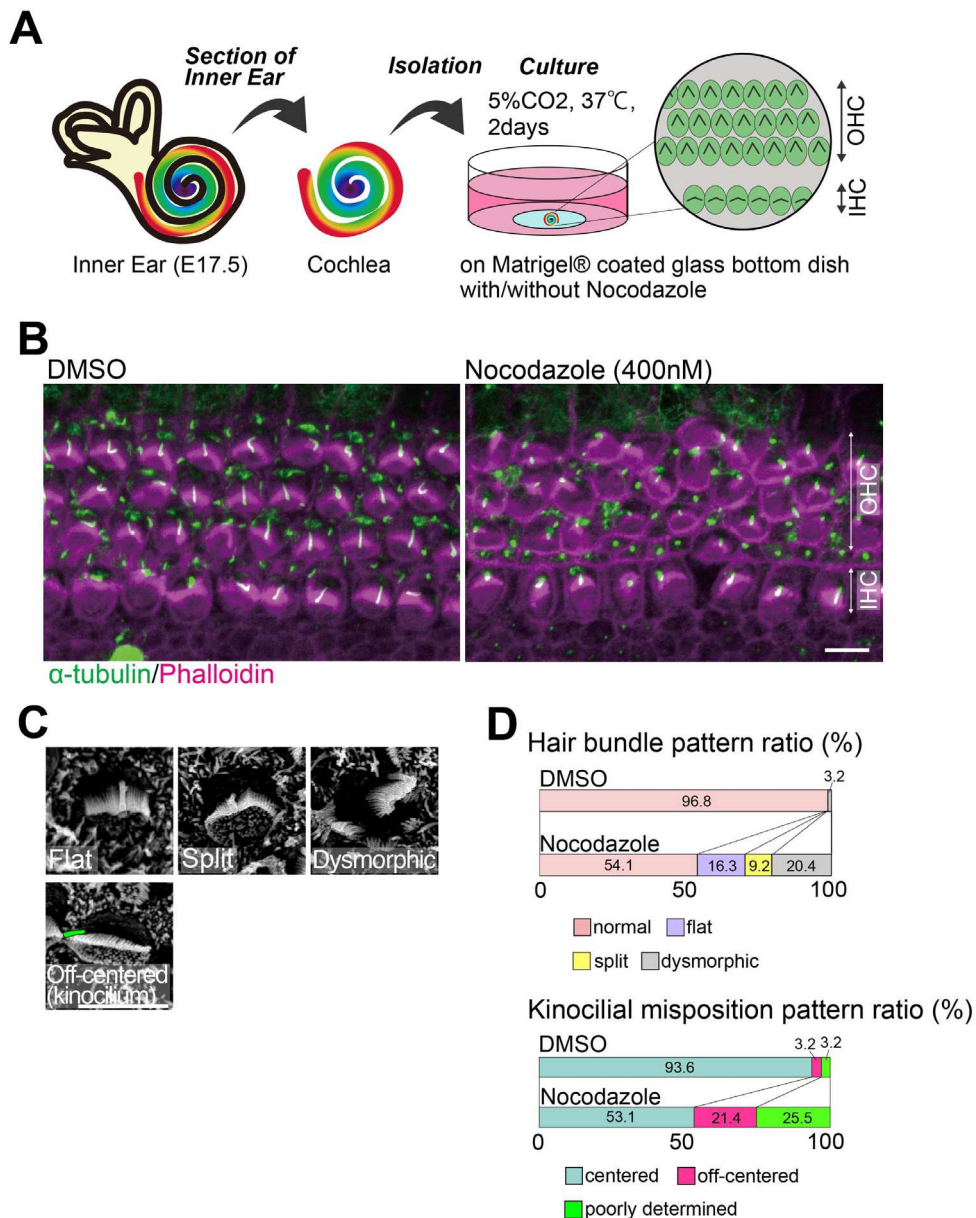 A
Section of
Inner Ear
Isolation
Culture
5%CO2, 37℃,
2days
OHC
IHC
Inner Ear (E17.5)
Cochlea
on Matrigel® coated glass bottom dish
with/without Nocodazole
B
DMSO
Nocodazole (400nM)
OHC
IHC
α-tubulin/Phalloidin
C
Flat
Split
Dysmorphic
Off-centered
(kinocilium)
D
Hair bundle pattern ratio (%)
DMSO
3.2
96.8
Nocodazole
54.1
16.3
9.2
20.4
0
50
100
normal
flat
split
dysmorphic
Kinocilial misposition pattern ratio (%)
DMSO
3.2
3.2
93.6
Nocodazole
53.1
21.4
25.5
0
50
100
centered
off-centered
poorly determined